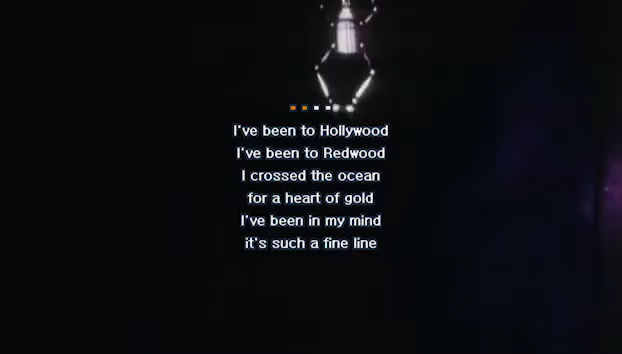 I've been to Hollywood
I've been to Redwood
I crossed the ocean
for a heart of gold
I've been in my mind
it's such a fine line